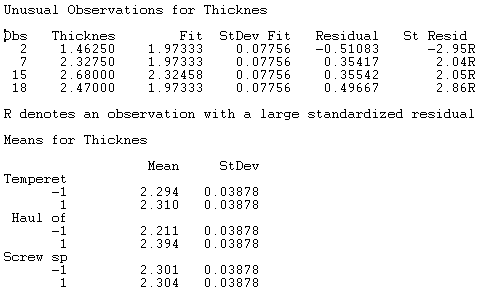 Unusual Observations for Thicknes
Obs Thicknes Fit StDev Fit Residual St Resid
2 1.46250 1.97333 0.07756 -0.51083 -2.95R
7 2.32750 1.97333 0.07756 0.35417 2.04R
15 2.68000 2.32458 0.07756 0.35542 2.05R
18 2.47000 1.97333 0.07756 0.49667 2.86R
R denotes an observation with a large standardized residual
Means for Thicknes
Mean StDev
Temperet
-1 2.294 0.03878
1 2.310 0.03878
Haul of
-1 2.211 0.03878
1 2.394 0.03878
Screw sp
-1 2.301 0.03878
1 2.304 0.03878